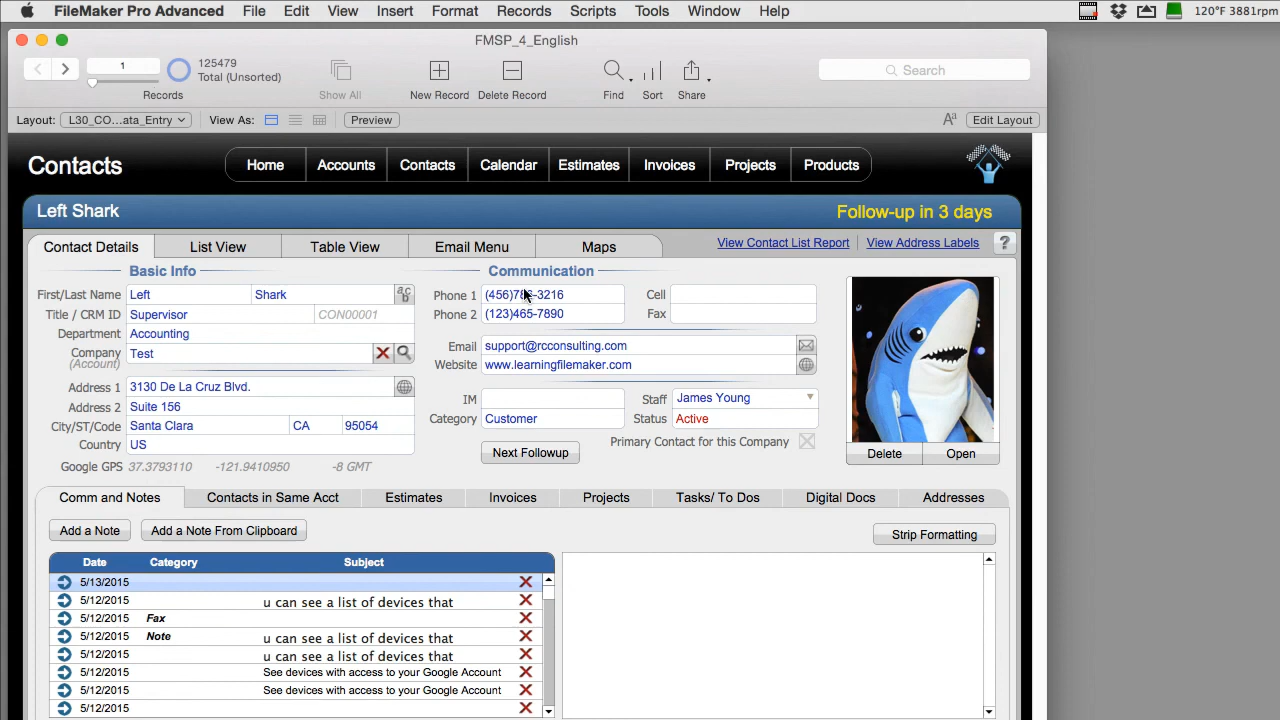 FileMaker Pro Advanced File Edit View Insert Format Records Scripts Tools Window Help 120°F 3881rpm
FMSP_4_English
1
125479
Total (Unsorted)
Records
Show All
New Record
Delete Record
Find
Sort
Share
Search
Layout: L30_CO...ata_Entry View As: Preview Aa Edit Layout
Contacts Home Accounts Contacts Calendar Estimates Invoices Projects Products
Left Shark Follow-up in 3 days
Contact Details List View Table View Email Menu Maps View Contact List Report View Address Labels ?
Basic Info Communication
First/Last Name Left Shark
Title / CRM ID Supervisor CON00001
Department Accounting
Company Test
(Account)
Address 1 3130 De La Cruz Blvd.
Address 2 Suite 156
City/ST/Code Santa Clara CA 95054
Country US
Google GPS 37.3793110 -121.9410950 -8 GMT
Phone 1 Cell
Phone 2 (123)465-7890 Fax
Email support@rcconsulting.com
Website www.learningfilemaker.com
IM Staff James Young
Category Customer Status Active
Next Followup Primary Contact for this Company
Delete Open
Comm and Notes Contacts in Same Acct Estimates Invoices Projects Tasks/ To Dos Digital Docs Addresses
Add a Note Add a Note From Clipboard Strip Formatting
Date Category Subject
5/13/2015
5/12/2015 u can see a list of devices that
5/12/2015 Fax
5/12/2015 Note u can see a list of devices that
5/12/2015 u can see a list of devices that
5/12/2015 See devices with access to your Google Account
5/12/2015 See devices with access to your Google Account
5/12/2015